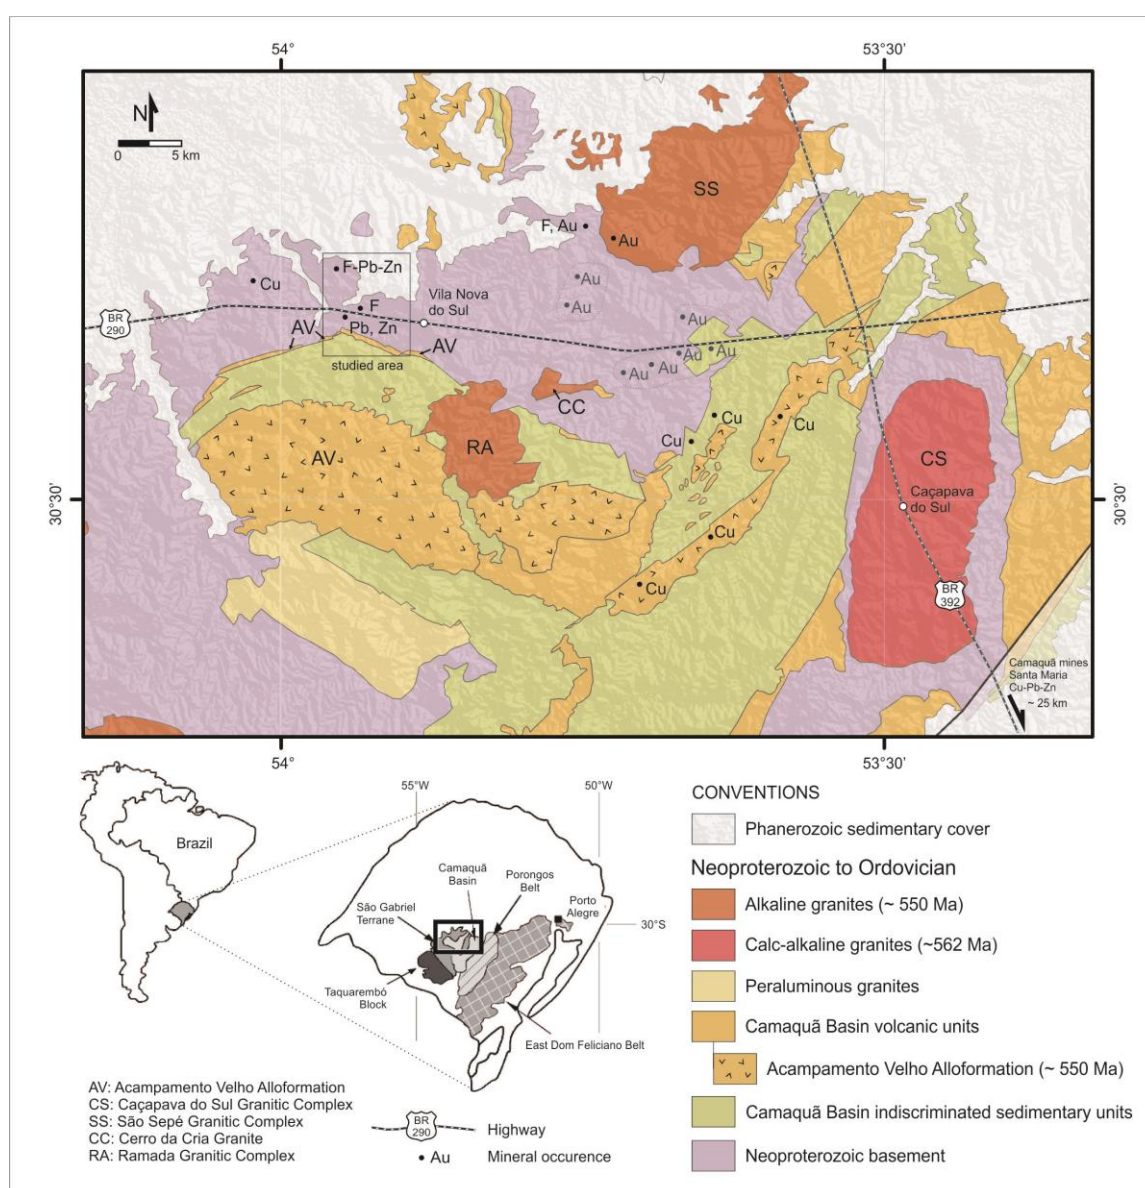 54°
53°30'
N
0
5 km
SS
F, Au
Au
F-Pb-Zn
Cu
Au
F
Vila Nova
do Sul
Au
BR
290
Pb, Zn
Au
AV
AV
Au
Au
Au
Au
studied area
CC
Cu
Cu
Cu
RA
AV
CS
Caçapava
do Sul
30°30'
30°30'
Cu
Cu
BR
392
Camaquã mines
Santa Maria
Cu-Pb-Zn
~ 25 km
54°
53°30'
Brazil
55°W
50°W
Camaquã
Basin
Porongos
Belt
São Gabriel
Terrane
Porto
Alegre
30°S
Taquarembó
Block
East Dom Feliciano Belt
AV: Acampamento Velho Alloformation
CS: Caçapava do Sul Granitic Complex
SS: São Sepé Granitic Complex
CC: Cerro da Cria Granite
RA: Ramada Granitic Complex
BR
290
Highway
• Au
Mineral occurence
CONVENTIONS
Phanerozoic sedimentary cover
Neoproterozoic to Ordovician
Alkaline granites (~ 550 Ma)
Calc-alkaline granites (~562 Ma)
Peraluminous granites
Camaquã Basin volcanic units
Acampamento Velho Alloformation (~ 550 Ma)
Camaquã Basin indiscriminated sedimentary units
Neoproterozoic basement